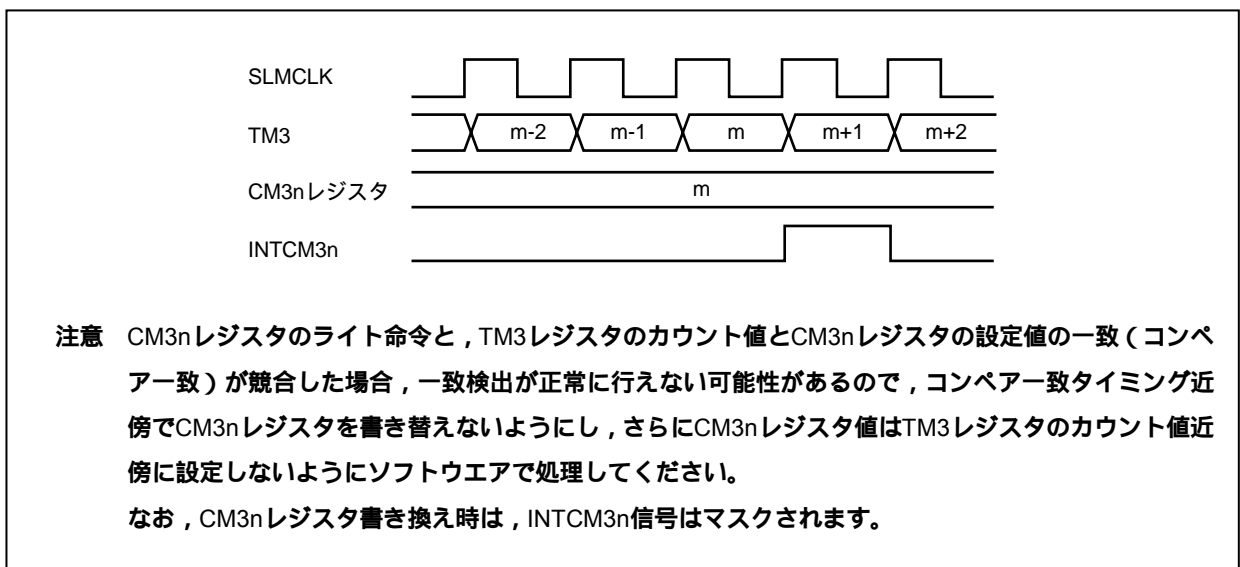 SLMCLK
TM3 m-2 m-1 m m+1 m+2
CM3nレジスタ m
INTCM3n
注意 CM3nレジスタのライト命令と，TM3レジスタのカウント値とCM3nレジスタの設定値の一致（コンペ
ア一致）が競合した場合，一致検出が正常に行えない可能性があるので，コンペア一致タイミング近
傍でCM3nレジスタを書き替えないようにし，さらにCM3nレジスタ値はTM3レジスタのカウント値近
傍に設定しないようにソフトウエアで処理してください。
なお，CM3nレジスタ書き換え時は，INTCM3n信号はマスクされます。